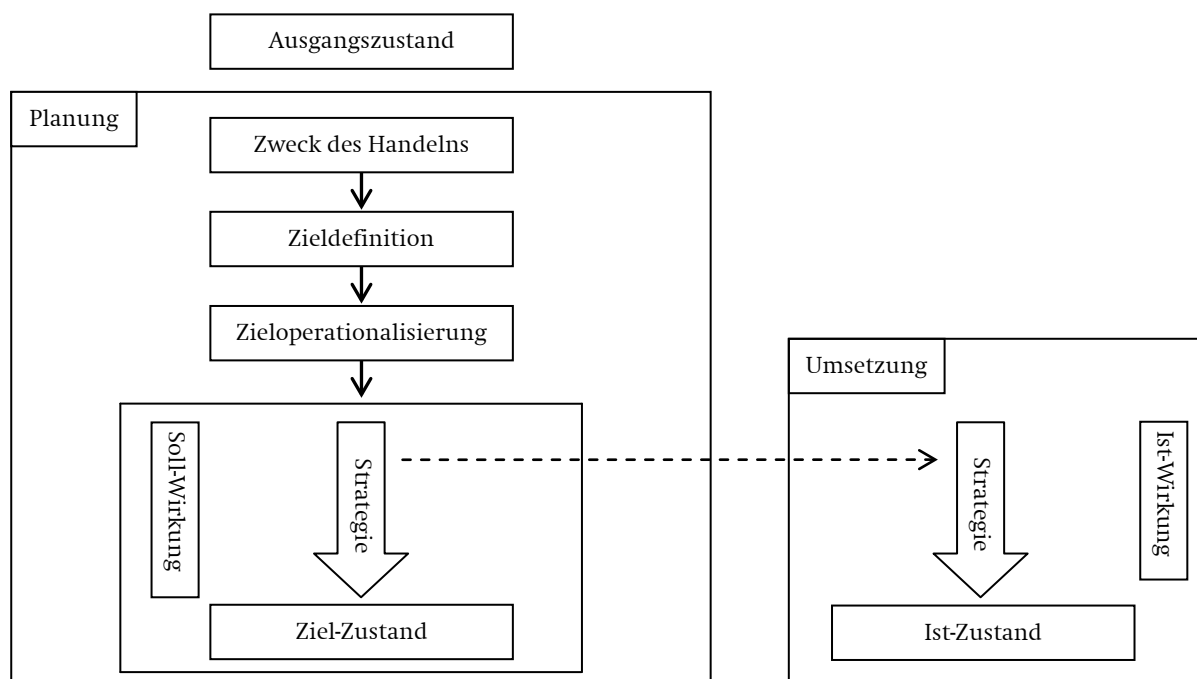 Ausgangszustand
Planung
Zweck des Handelns
Zieldefinition
Zieloperationalisierung
Umsetzung
Soll-Wirkung
Strategie
Strategie
Ist-Wirkung
Ziel-Zustand
Ist-Zustand